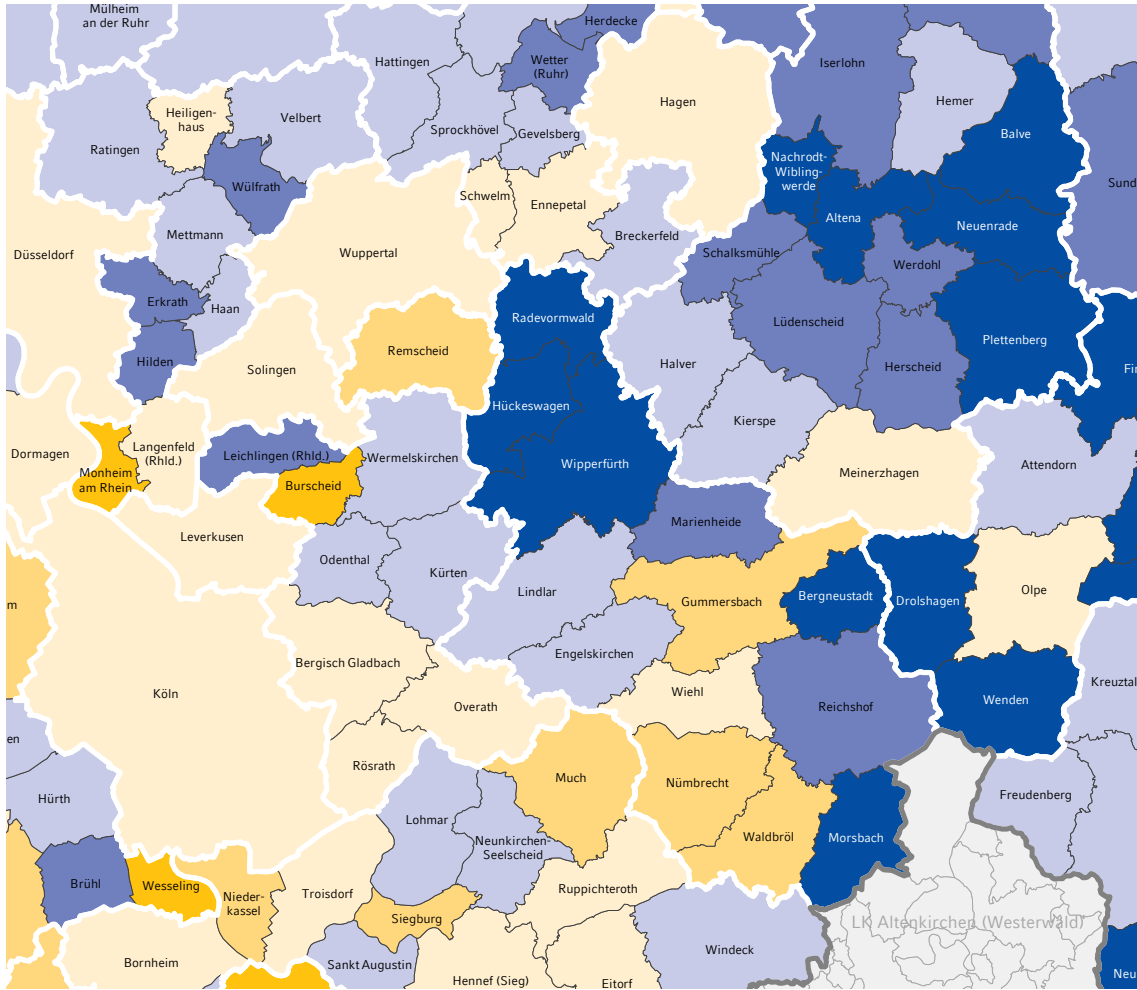 Mülheim
an der Ruhr
Herdecke
Hattingen
Wetter
(Ruhr)
Iserlohn
Hagen
Hemer
Heiligen-
haus
Velbert
Sprockhövel
Gevelsberg
Balve
Ratingen
Nachrodt-
Wibling-
werde
Wülfrath
Schwelm
Ennepetal
Sund
Altena
Neuenrade
Mettmann
Breckerfeld
Düsseldorf
Wuppertal
Schalksmühle
Werdohl
Erkrath
Haan
Radevormwald
Lüdenscheid
Plettenberg
Remscheid
Hilden
Solingen
Halver
Herscheid
Fin
Hückeswagen
Kierspe
Dormagen
Langenfeld
(Rhld.)
Leichlingen (Rhld.)
Wermelskirchen
Wipperfürth
Meinerzhagen
Attendorn
Monheim
am Rhein
Burscheid
Marienheide
Leverkusen
Odenthal
Kürten
Lindlar
Gummersbach
Bergneustadt
Drolshagen
Olpe
m
Engelskirchen
Bergisch Gladbach
Wiehl
Kreuztal
Köln
Overath
Reichshof
Wenden
en
Rösrath
Much
Nümbrecht
Hürth
Freudenberg
Lohmar
Neunkirchen-
Seelscheid
Waldbröl
Morsbach
Brühl
Wesseling
Nieder-
kassel
Troisdorf
Ruppichteroth
Siegburg
LK Altenkirchen (Westerwald)
Windeck
Bornheim
Sankt Augustin
Hennef (Sieg)
Eitorf
Neu